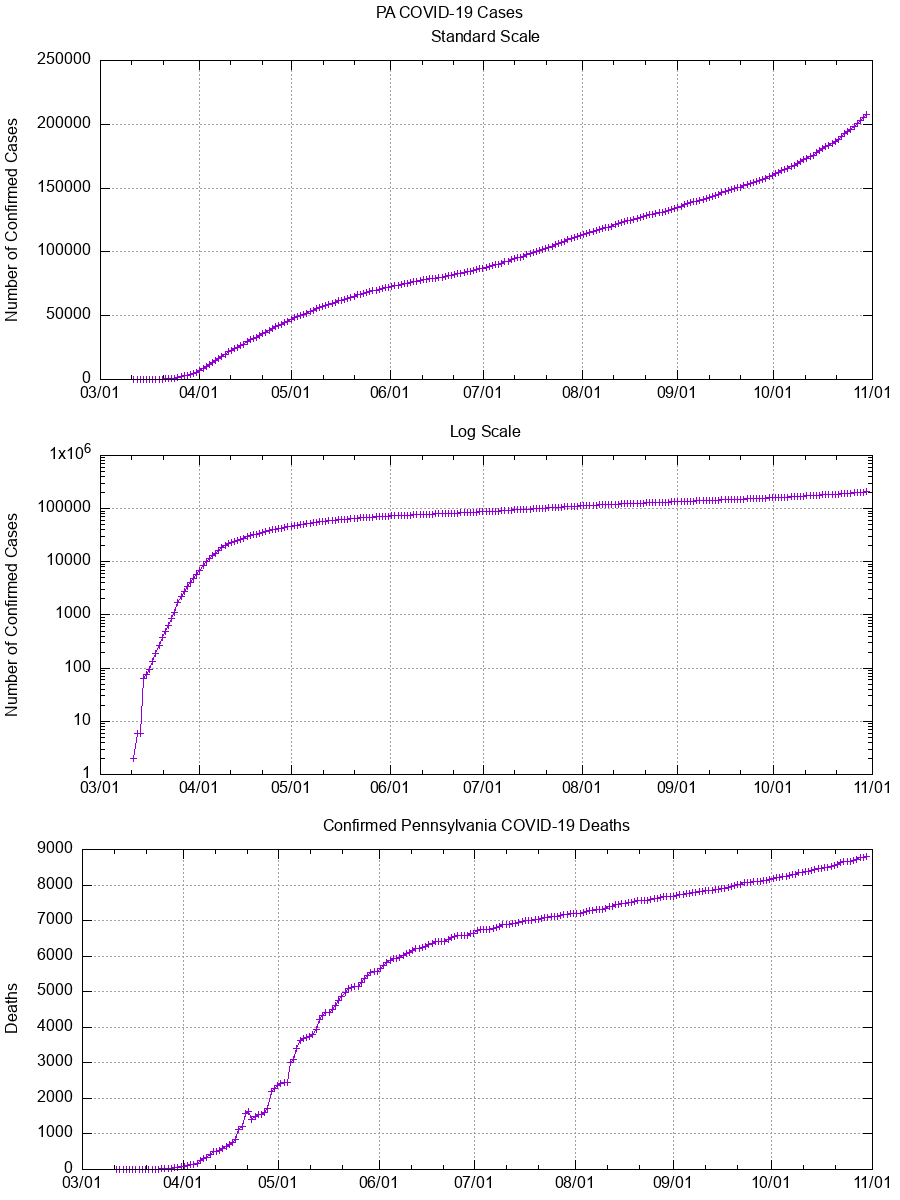 PA COVID-19 Cases
Standard Scale
Number of Confirmed Cases
250000
200000
150000
100000
50000
0
03/01 04/01 05/01 06/01 07/01 08/01 09/01 10/01 11/01
Log Scale
Number of Confirmed Cases
1x10⁶
100000
10000
1000
100
10
1
03/01 04/01 05/01 06/01 07/01 08/01 09/01 10/01 11/01
Confirmed Pennsylvania COVID-19 Deaths
Deaths
9000
8000
7000
6000
5000
4000
3000
2000
1000
0
03/01 04/01 05/01 06/01 07/01 08/01 09/01 10/01 11/01